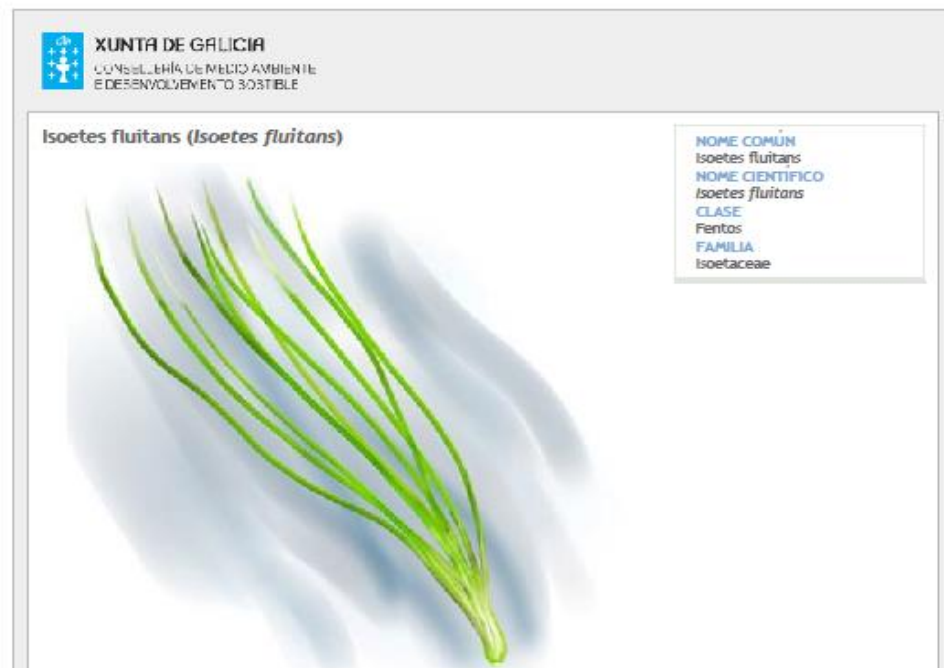 XUNTA DE GALICIA
CONSELLERÍA DE MEDIO AMBIENTE
E DESENVOLVEMENTO SOSTIBLE
Isoetes fluitans (Isoetes fluitans)
NOME COMÚN
Isoetes fluitans
NOME CIENTÍFICO
Isoetes fluitans
CLASE
Fentos
FAMILIA
Isoetaceae